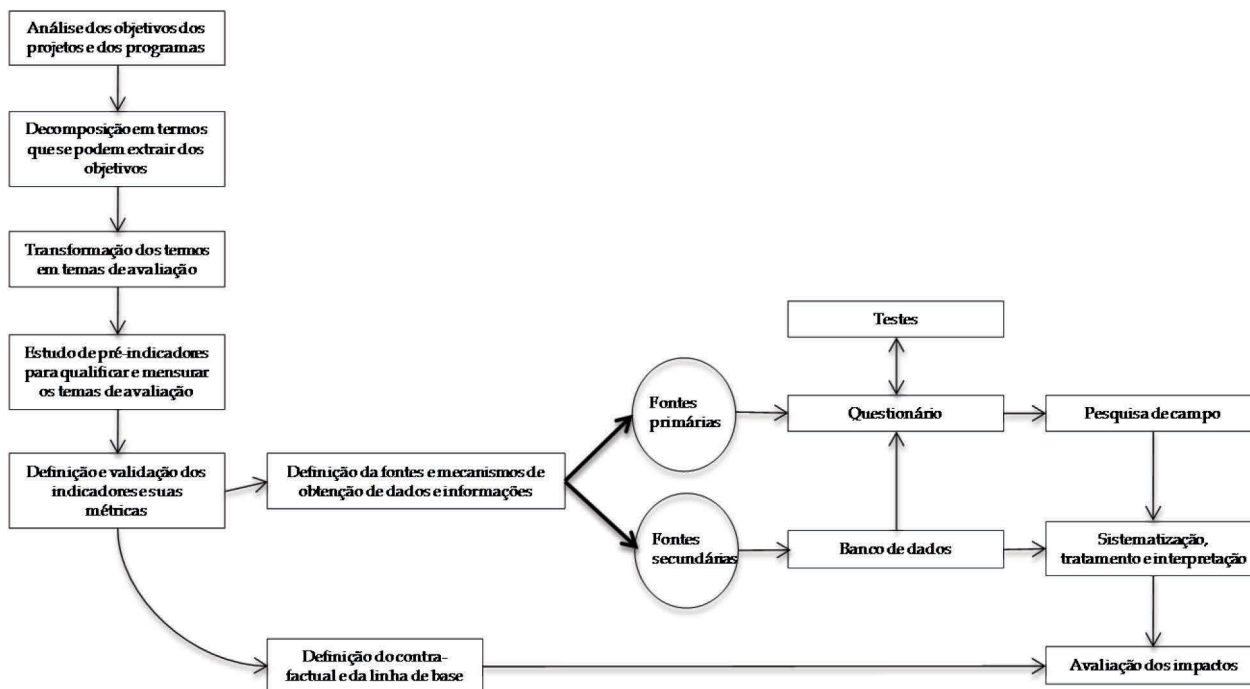 Análise dos objetivos dos
projetos e dos programas
Decomposição em termos
que se podem extrair dos
objetivos
Transformação dos termos
em temas de avaliação
Estudo de pré-indicadores
para qualificar e mensurar
os temas de avaliação
Definição e validação dos
indicadores e suas
métricas
Definição da fontes e mecanismos de
obtenção de dados e informações
Fontes
primárias
Fontes
secundárias
Testes
Questionário
Banco de dados
Pesquisa de campo
Sistematização,
tratamento e interpretação
Definição do contra-
factual e da linha de base
Avaliação dos impactos